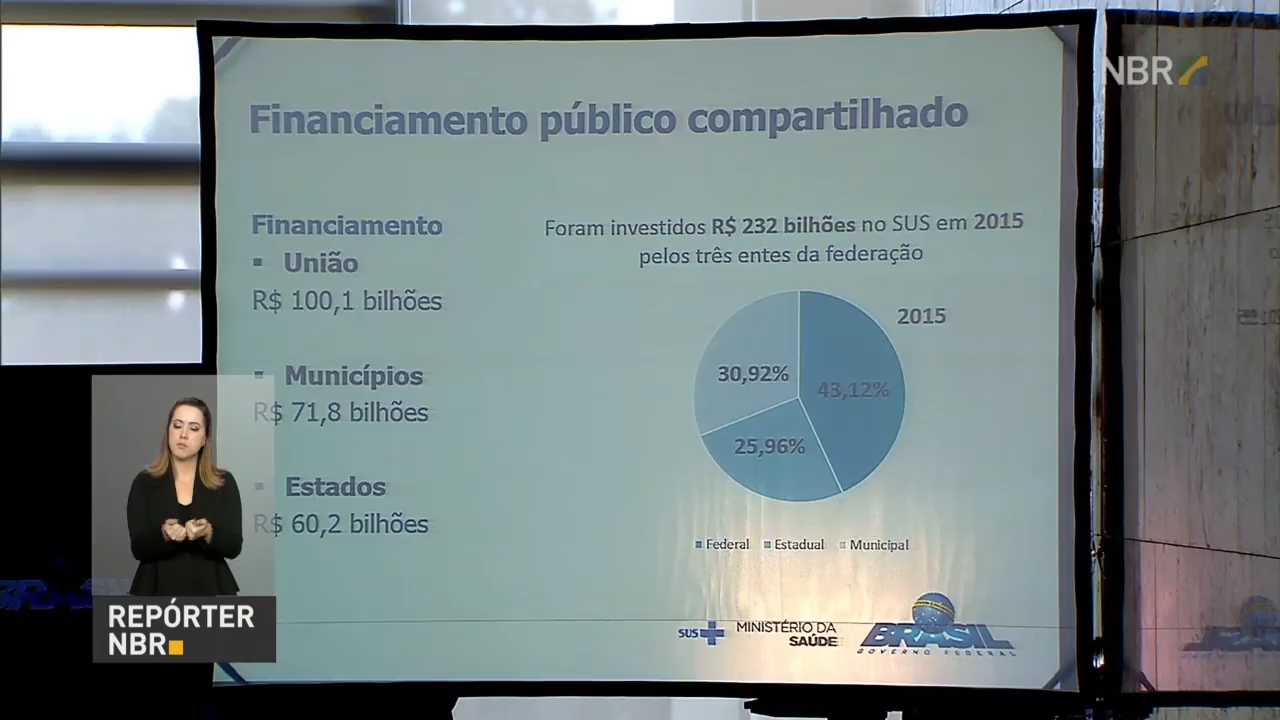 NBR
Financiamento público compartilhado
Financiamento
▪ União
R$ 100,1 bilhões
▪ Municípios
R$ 71,8 bilhões
▪ Estados
R$ 60,2 bilhões
Foram investidos R$ 232 bilhões no SUS em 2015
pelos três entes da federação
2015
30,92%
43,12%
25,96%
Federal Estadual Municipal
SUS
MINISTÉRIO DA
SAÚDE
BRASIL
GOVERNO FEDERAL
REPÓRTER
NBR